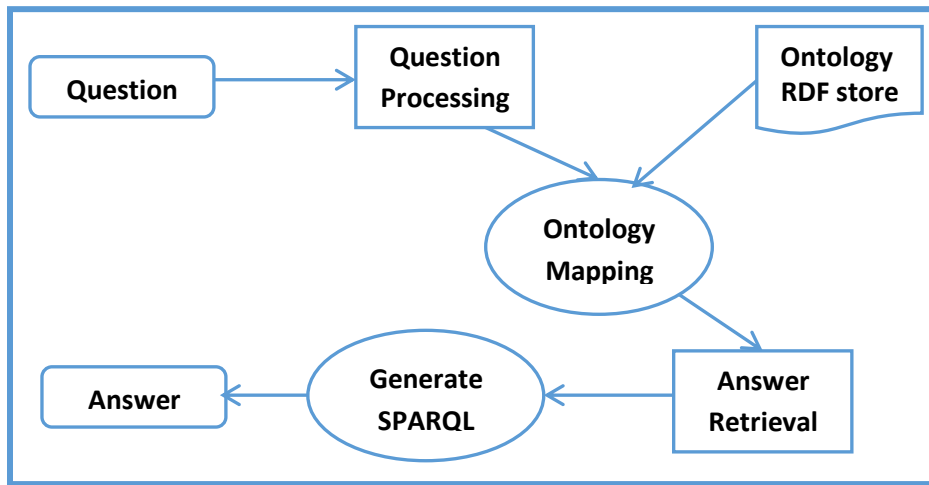 Question
Question
Processing
Ontology
RDF store
Ontology
Mapping
Answer
Generate
SPARQL
Answer
Retrieval